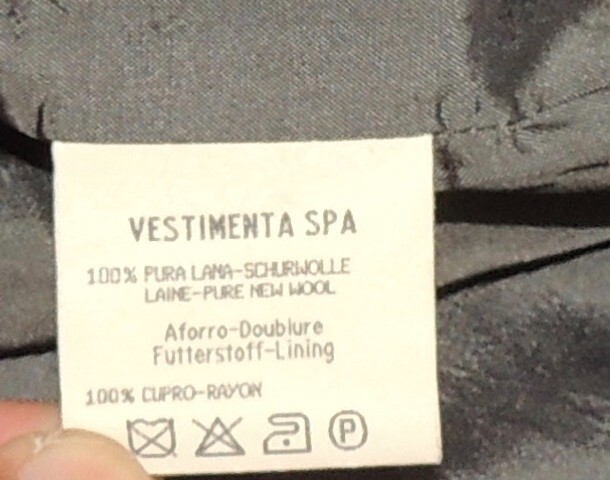 VESTIMENTA SPA
100% PURA LANA-SCHURWOLLE
LAINE-PURE NEW WOOL
Aforro-Doublure
Futterstoff-Lining
100% CUPRO-RAYON
P